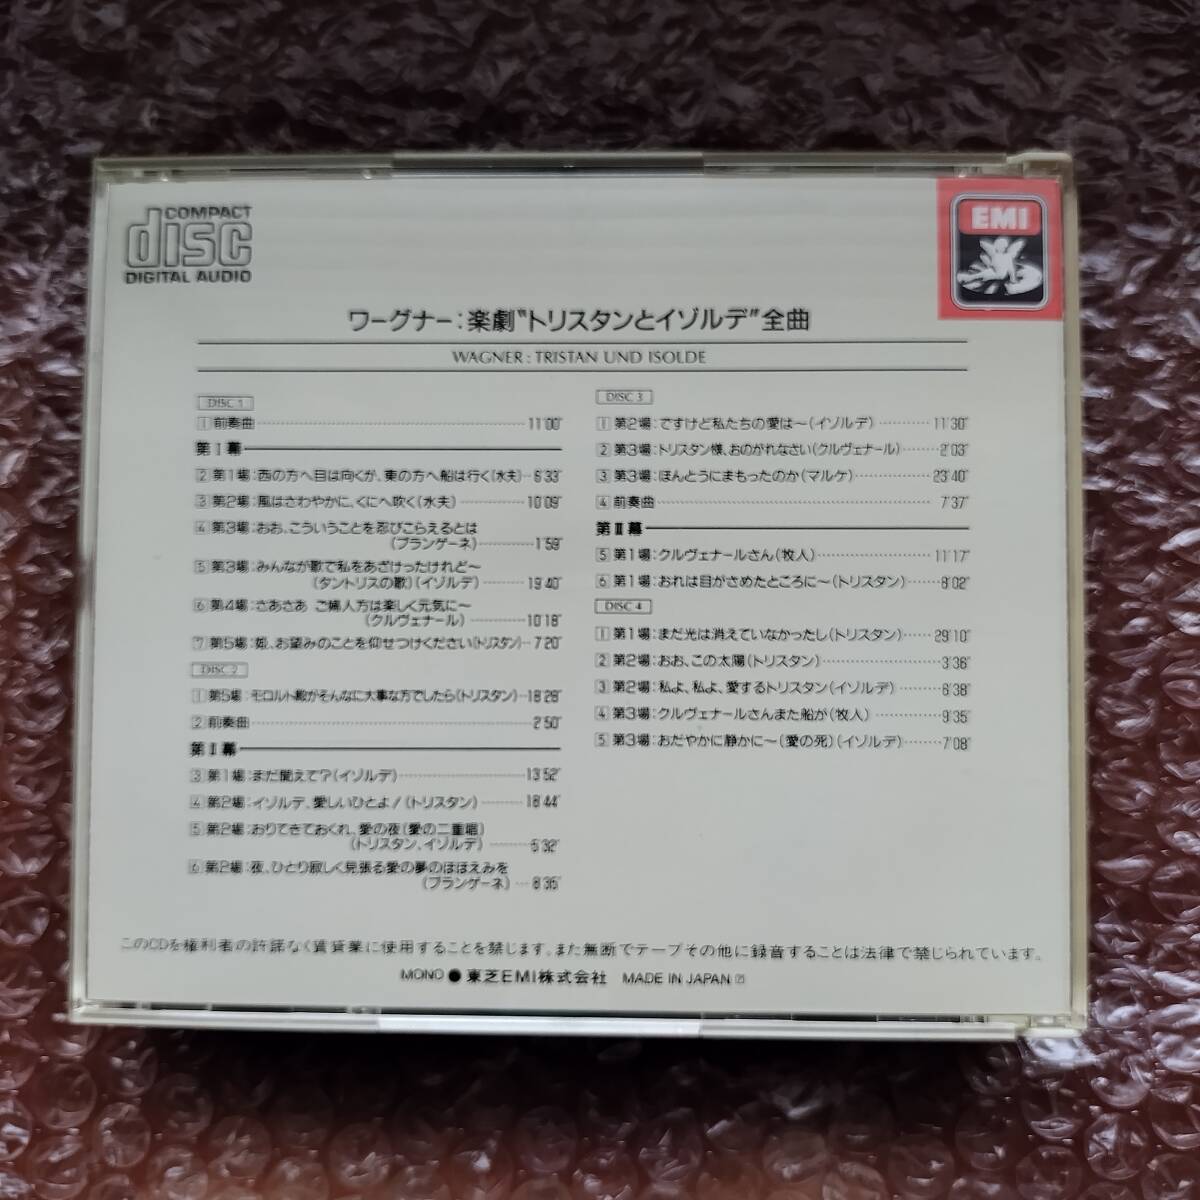 COMPACT
disc
DIGITAL AUDIO
EMI
ワーグナー:楽劇"トリスタンとイゾルデ"全曲
WAGNER : TRISTAN UND ISOLDE
DISC 1
1 前奏曲 11'00"
第Ⅰ幕
2 第1場:西の方へ目は向くが、東の方へ船は行く(水夫) 6'33"
3 第2場:風はさわやかに、くにへ吹く(水夫) 10'09"
4 第3場:おお、こういうことを忍びこらえるとは
(ブランゲーネ) 1'59"
5 第3場:みんなが歌で私をあざけったけれど〜
(タントリスの歌)(イゾルデ) 19'40"
6 第4場:さあさあ ご婦人方は楽しく元気に〜
(クルヴェナール) 10'18"
7 第5場:姫、お望みのことを仰せつけください(トリスタン) 7'20"
DISC 2
1 第5場:モロルト殿がそんなに大事な方でしたら(トリスタン) 18'28"
2 前奏曲 2'50"
第Ⅱ幕
3 第1場:まだ聞えて?(イゾルデ) 13'52"
4 第2場:イゾルデ、愛しいひとよ!(トリスタン) 18'44"
5 第2場:おりてきておくれ、愛の夜(愛の二重唱)
(トリスタン、イゾルデ) 5'32"
6 第2場:夜、ひとり寂しく見張る愛の夢のほほえみを
(ブランゲーネ) 8'35"
DISC 3
1 第2場:ですけど私たちの愛は〜(イゾルデ) 11'30"
2 第3場:トリスタン様、おのがれなさい(クルヴェナール) 2'03"
3 第3場:ほんとうにまもったのか(マルケ) 23'40"
4 前奏曲 7'37"
第Ⅲ幕
5 第1場:クルヴェナールさん(牧人) 11'17"
6 第1場:おれは目がさめたところに〜(トリスタン) 8'02"
DISC 4
1 第1場:まだ光は消えていなかったし(トリスタン) 29'10"
2 第2場:おお、この太陽(トリスタン) 3'36"
3 第2場:私よ、私よ、愛するトリスタン(イゾルデ) 6'38"
4 第3場:クルヴェナールさんまた船が(牧人) 9'35"
5 第3場:おだやかに静かに〜(愛の死)(イゾルデ) 7'08"
このCDを権利者の許諾なく賃貸業に使用することを禁じます。また無断でテープその他に録音することは法律で禁じられています。
MONO ● 東芝EMI株式会社 MADE IN JAPAN